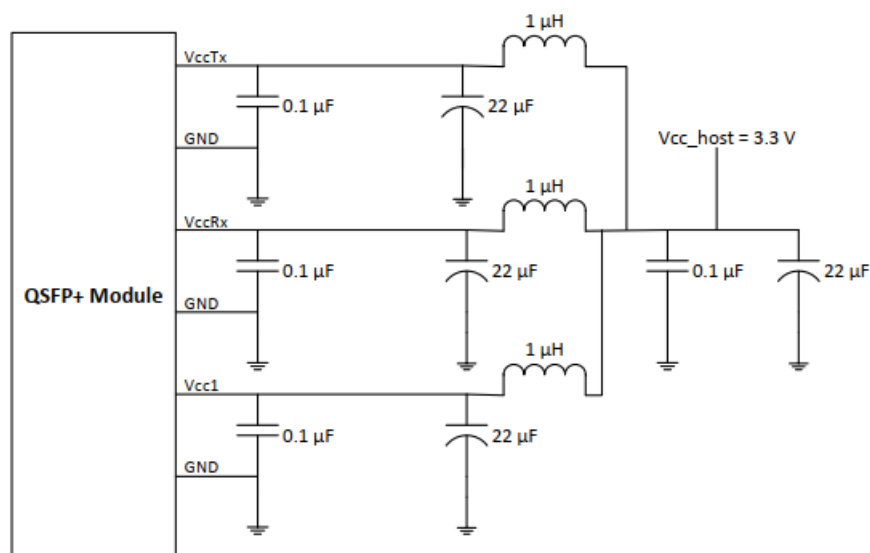 1 µH
VccTx
0.1 µF
22 µF
GND
Vcc_host = 3.3 V
1 µH
VccRx
0.1 µF
22 µF
0.1 µF
22 µF
QSFP+ Module
GND
1 µH
Vcc1
0.1 µF
22 µF
GND